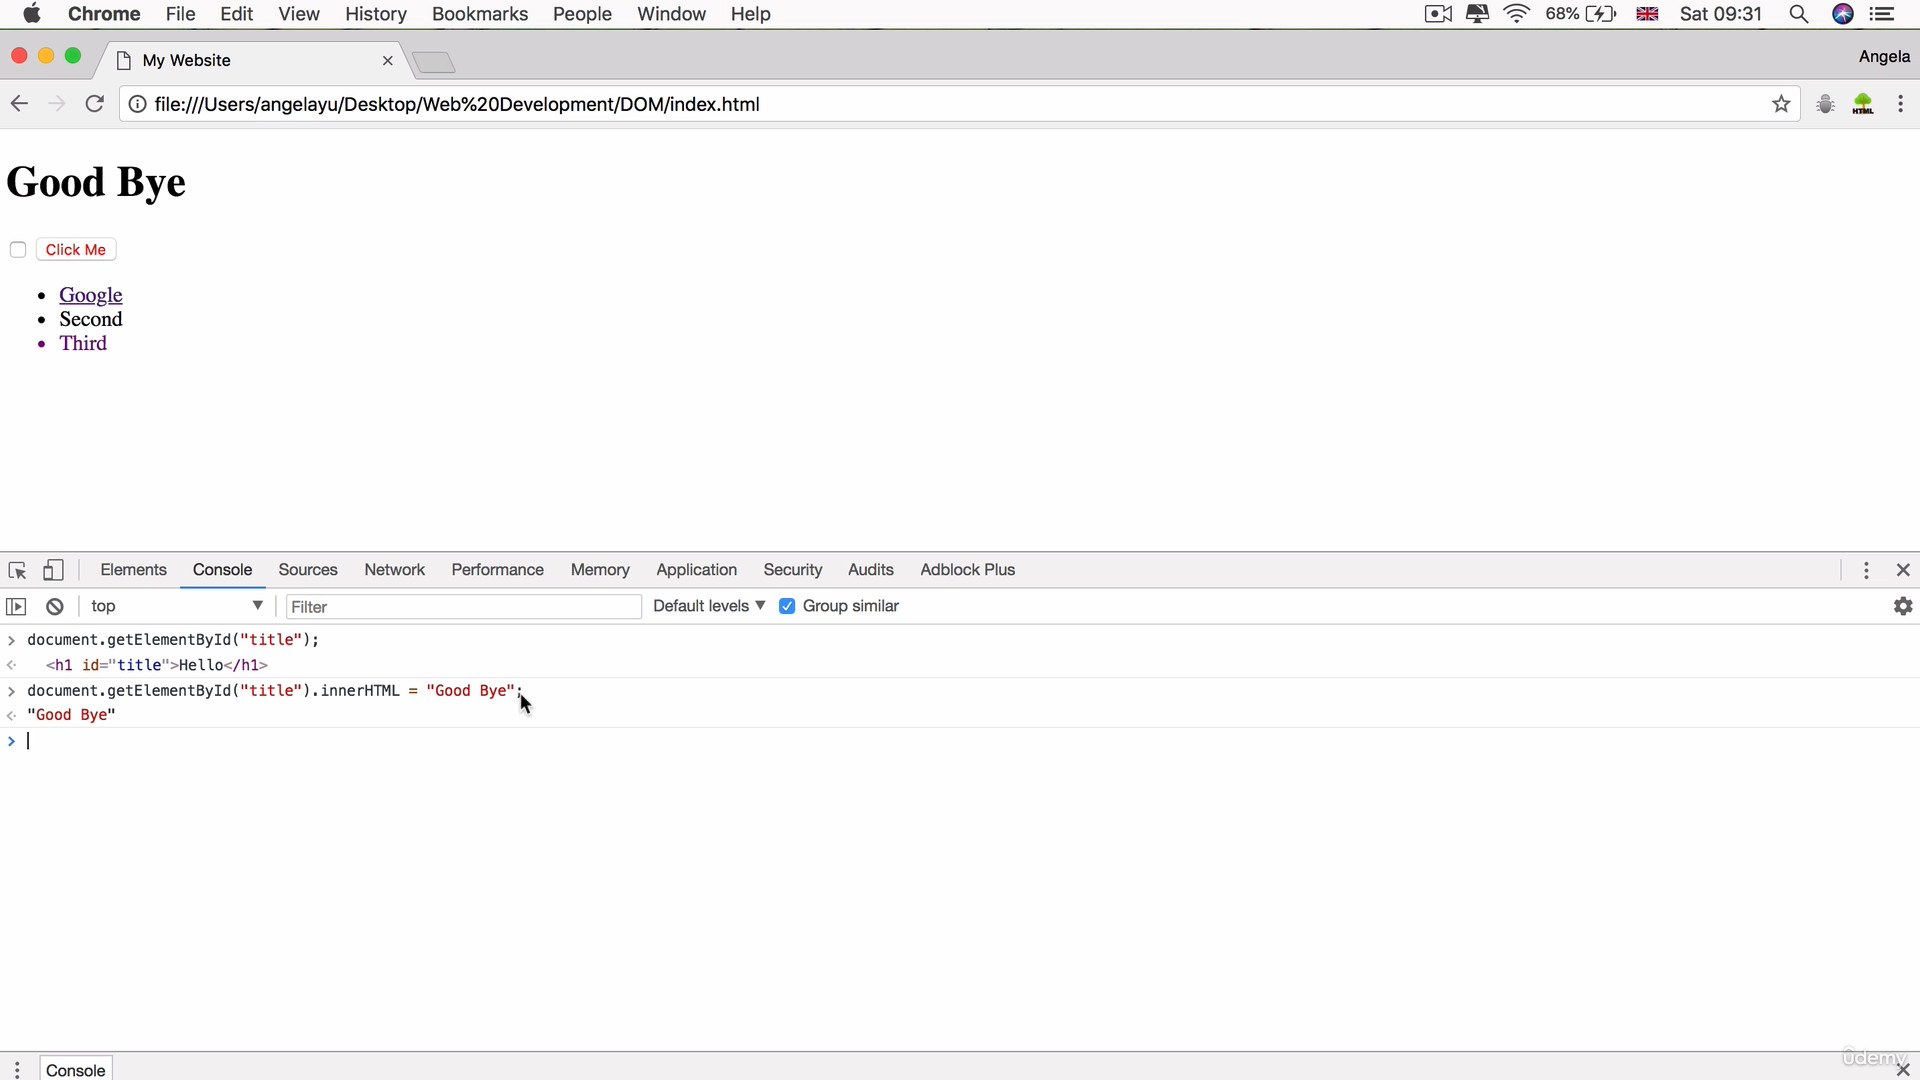 Chrome File Edit View History Bookmarks People Window Help 68% Sat 09:31
My Website Angela
file:///Users/angelayu/Desktop/Web%20Development/DOM/index.html
HTML
Good Bye
Click Me
Google
Second
Third
Elements Console Sources Network Performance Memory Application Security Audits Adblock Plus
top Filter Default levels Group similar
document.getElementById("title");
<h1 id="title">Hello</h1>
document.getElementById("title").innerHTML = "Good Bye";
"Good Bye"
Console
ûdemy